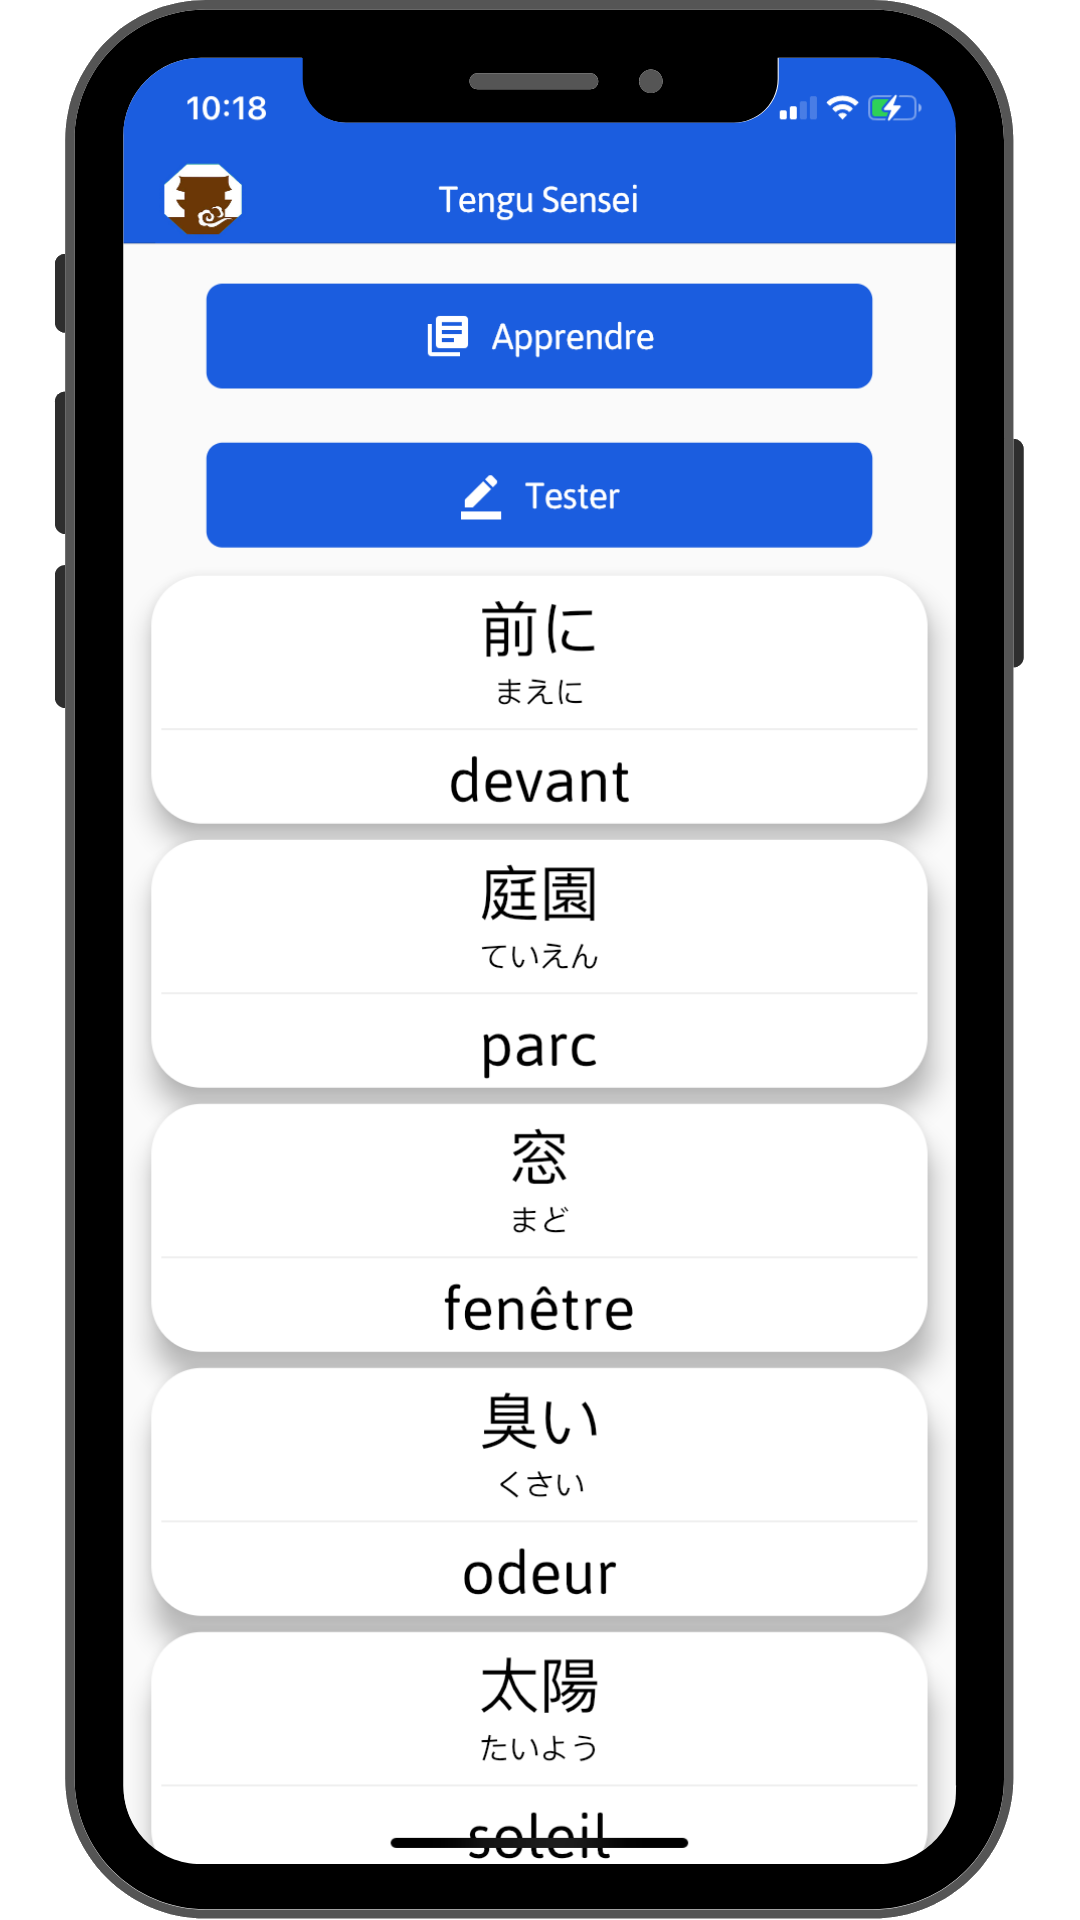 10:18
Tengu Sensei
Apprendre
Tester
前に
まえに
devant
庭園
ていえん
parc
窓
まど
fenêtre
臭い
くさい
odeur
太陽
たいよう
soleil